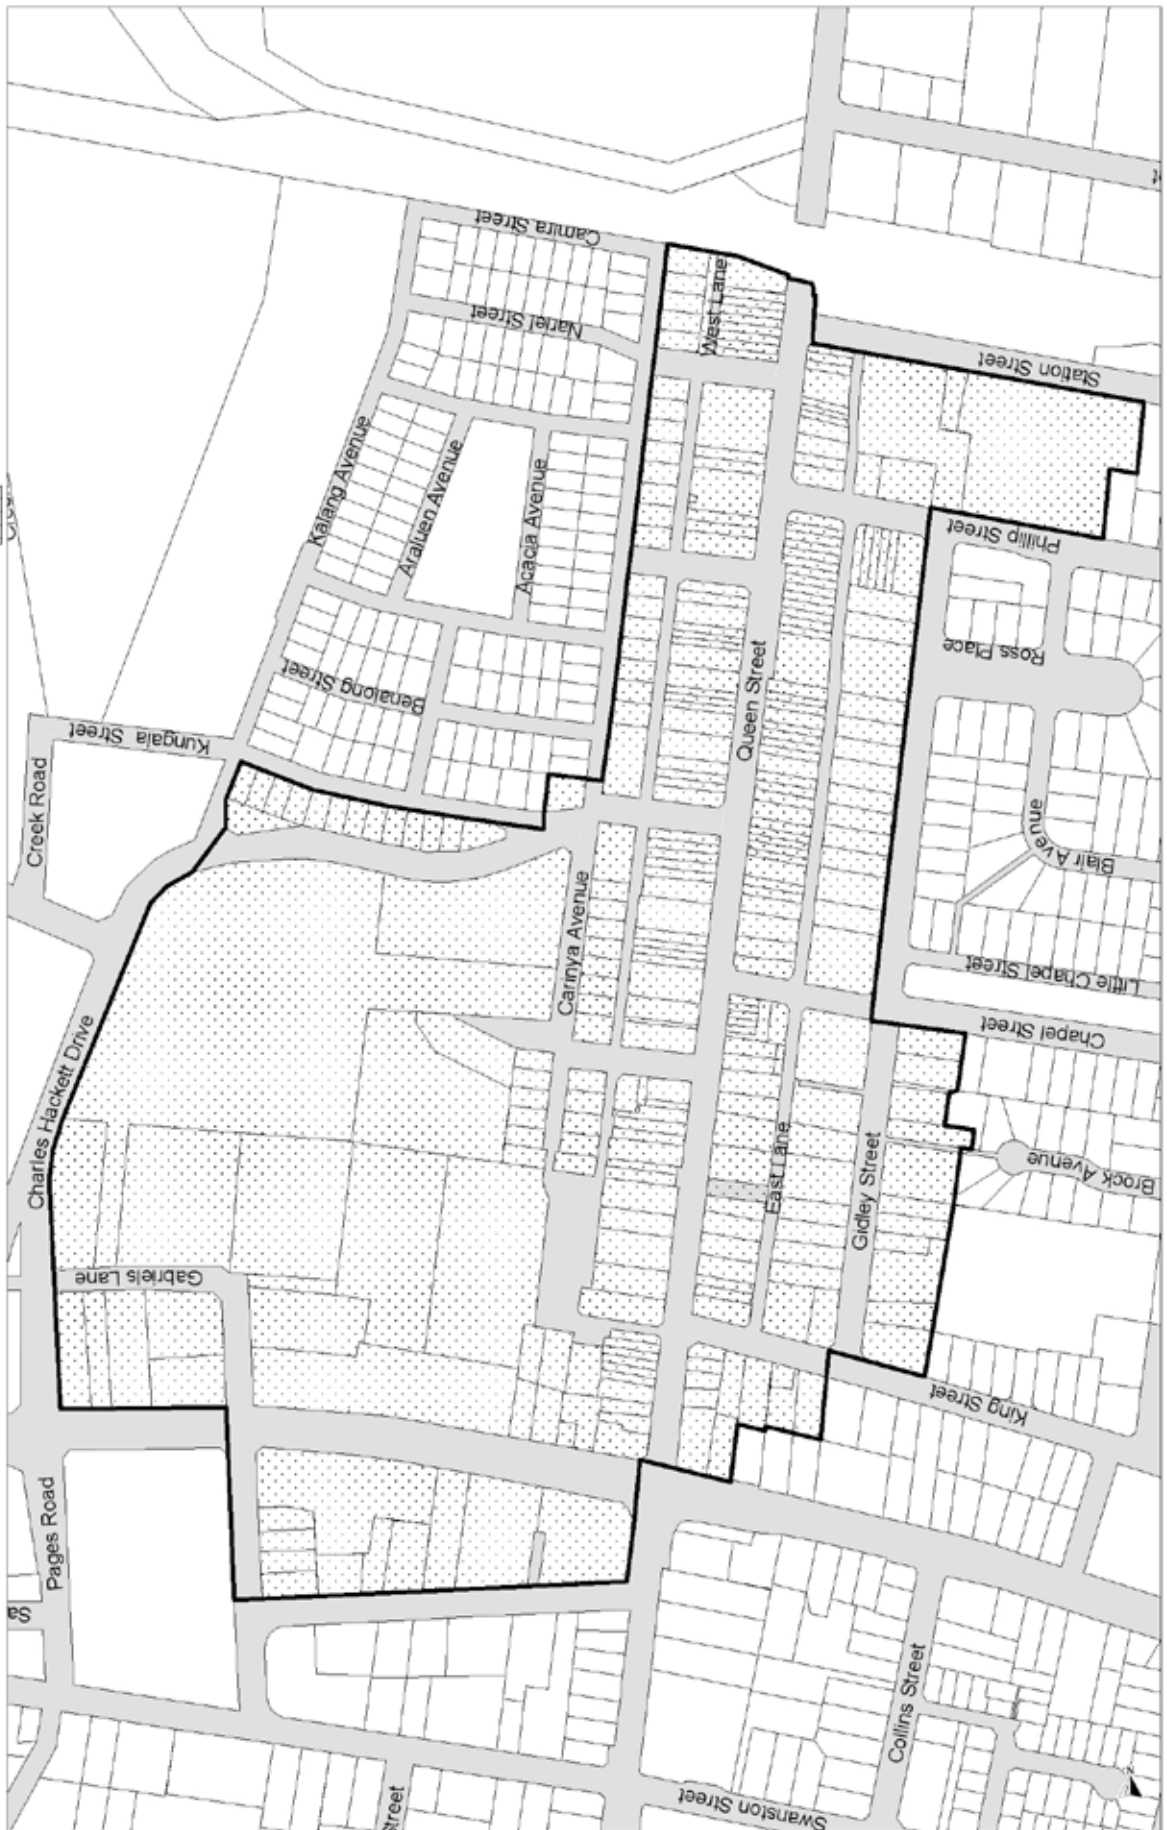 Camira Street
West Lane
Nariel Street
Station Street
Kalang Avenue
Araluen Avenue
Acacia Avenue
Phillip Street
Ross Place
Queen Street
Benalong Street
Kungala Street
Creek Road
Blair Avenue
Carinya Avenue
Little Chapel Street
Chapel Street
Charles Hackett Drive
East Lane
Brock Avenue
Gidley Street
Gabriels Lane
King Street
Pages Road
Sa
Collins Street
Street
Swanston Street
N